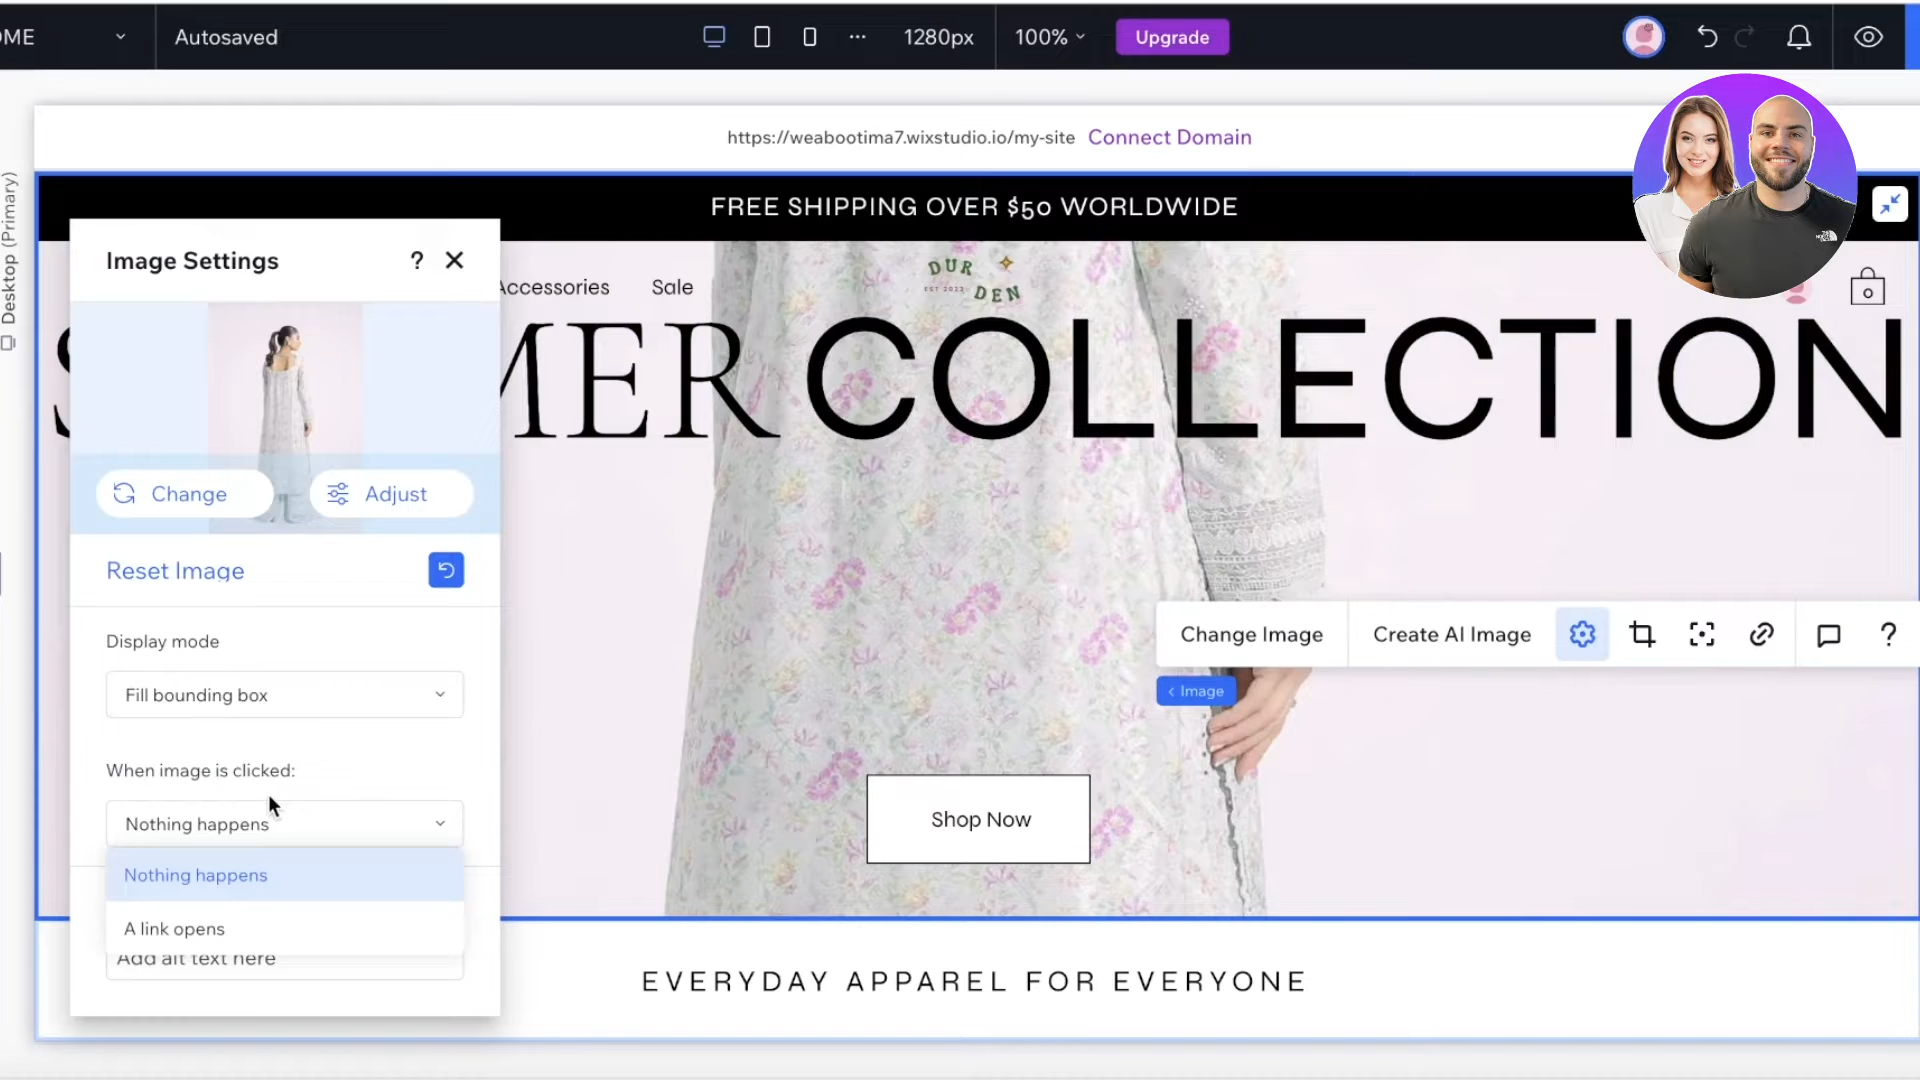 OME
Autosaved
1280px
100%
Upgrade
https://weabootima7.wixstudio.io/my-site Connect Domain
Desktop (Primary)
FREE SHIPPING OVER $50 WORLDWIDE
Image Settings ?
Accessories Sale
DUR
EST 2023
DEN
0
MER COLLECTION
Change Adjust
Reset Image
Display mode
Fill bounding box
Change Image Create AI Image ?
< Image
When image is clicked:
Nothing happens
Nothing happens
A link opens
Add alt text here
Shop Now
EVERYDAY APPAREL FOR EVERYONE